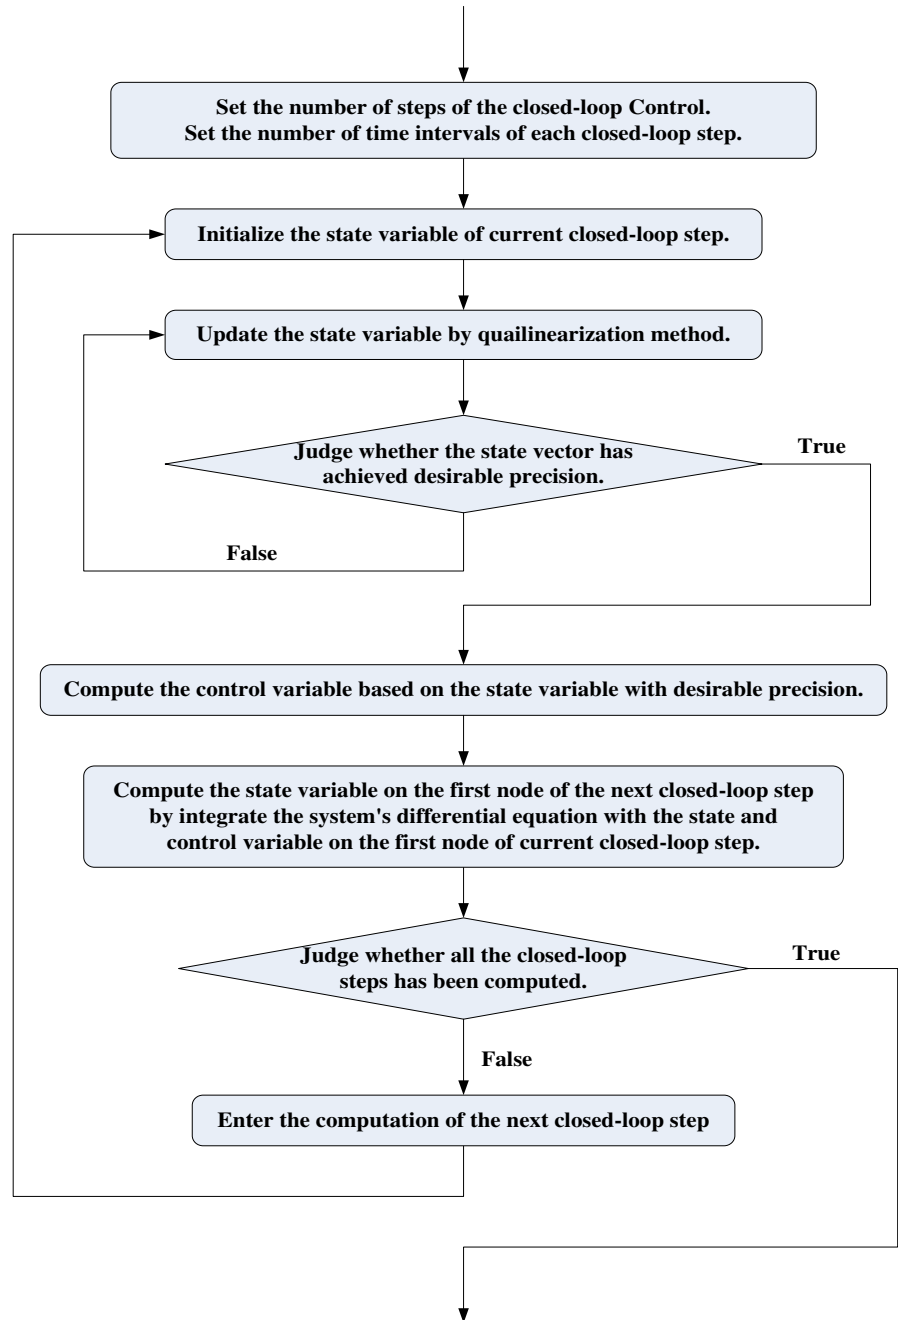 Set the number of steps of the closed-loop Control.
Set the number of time intervals of each closed-loop step.
Initialize the state variable of current closed-loop step.
Update the state variable by quailinearization method.
Judge whether the state vector has
achieved desirable precision.
True
False
Compute the control variable based on the state variable with desirable precision.
Compute the state variable on the first node of the next closed-loop step
by integrate the system's differential equation with the state and
control variable on the first node of current closed-loop step.
Judge whether all the closed-loop
steps has been computed.
True
False
Enter the computation of the next closed-loop step